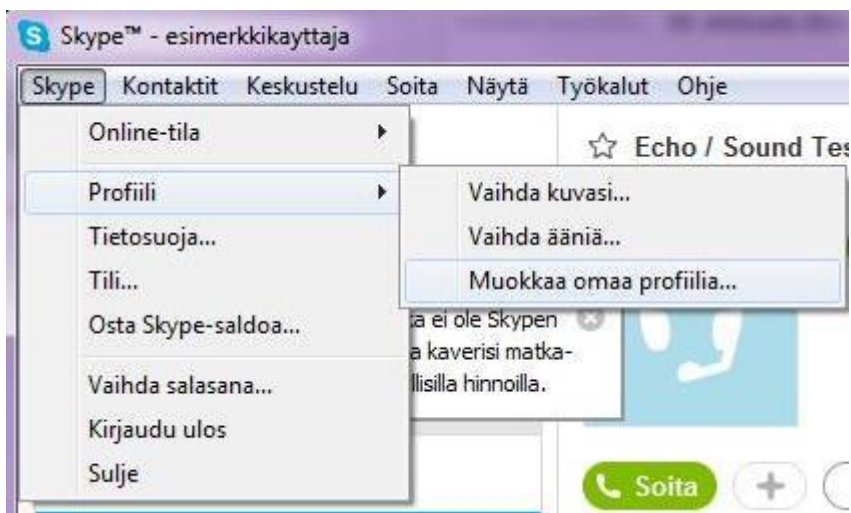 Skype™ - esimerkkikayttaja
Skype Kontaktit Keskustelu Soita Näytä Työkalut Ohje
Online-tila
Profiili
Tietosuoja...
Tili...
Osta Skype-saldoa...
Vaihda salasana...
Kirjaudu ulos
Sulje
Vaihda kuvasi...
Vaihda ääniä...
Muokkaa omaa profiilia...
Echo / Sound Tes
ei ole Skypen
kaverisi matka-
hinnoilla.
Soita